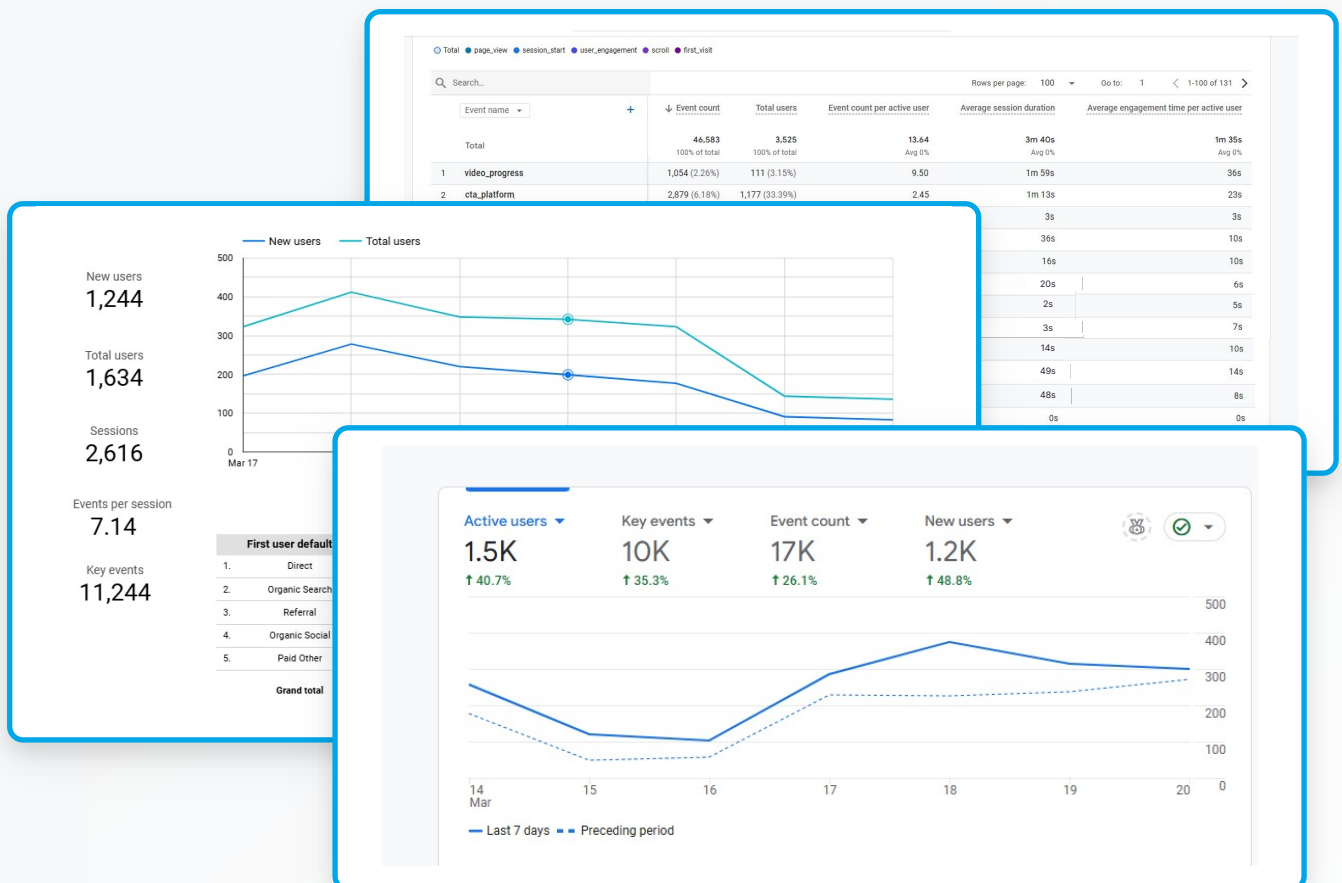 Total page_view session_start user_engagement scroll first_visit
Search...
Rows per page: 100 Go to: 1 1-100 of 131
Event name + Event count Total users Event count per active user Average session duration Average engagement time per active user
Total 46,583 3,525 13.64 3m 40s 1m 35s
100% of total 100% of total Avg 0% Avg 0% Avg 0%
1 video_progress 1,054 (2.26%) 111 (3.15%) 9.50 1m 59s 36s
2 cta_platform 2,879 (6.18%) 1,177 (33.39%) 2.45 1m 13s 23s
3s 3s
36s 10s
16s 10s
20s 6s
2s 5s
3s 7s
14s 10s
49s 14s
48s 8s
0s 0s
New users
1,244
Total users
1,634
Sessions
2,616
Events per session
7.14
Key events
11,244
New users Total users
500
400
300
200
100
0
Mar 17
First user default
1. Direct
2. Organic Search
3. Referral
4. Organic Social
5. Paid Other
Grand total
Active users Key events Event count New users
1.5K 10K 17K 1.2K
40.7% 35.3% 26.1% 48.8%
500
400
300
200
100
0
14 15 16 17 18 19 20
Mar
Last 7 days Preceding period